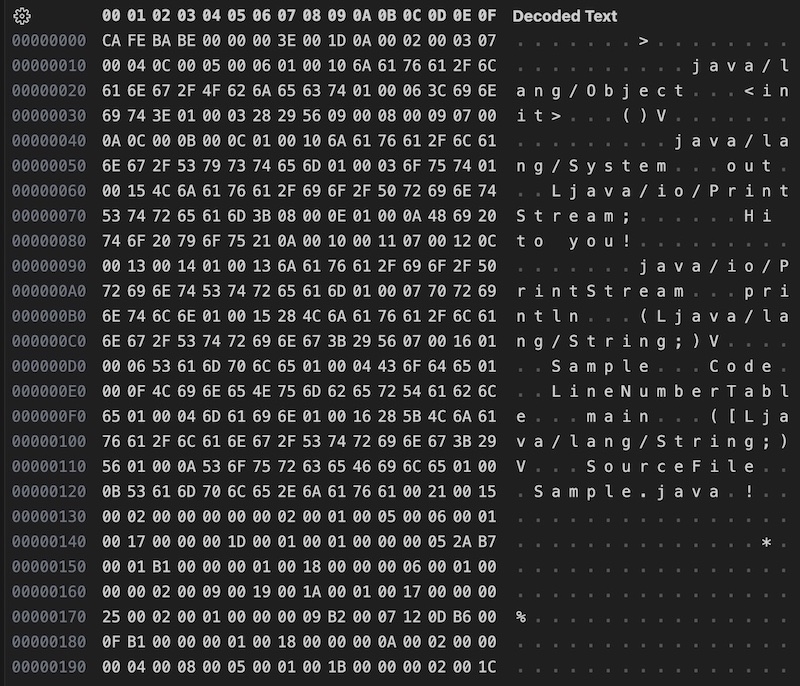 00 01 02 03 04 05 06 07 08 09 0A 0B 0C 0D 0E 0F Decoded Text
00000000 CA FE BA BE 00 00 00 3E 00 1D 0A 00 02 00 03 07 . . . . . . . > . . . . . . . .
00000010 00 04 0C 00 05 00 06 01 00 10 6A 61 76 61 2F 6C . . . . . . . . . . j a v a / l
00000020 61 6E 67 2F 4F 62 6A 65 63 74 01 00 06 3C 69 6E a n g / O b j e c t . . . < i n
00000030 69 74 3E 01 00 03 28 29 56 09 00 08 00 09 07 00 i t > . . . ( ) V . . . . . . .
00000040 0A 0C 00 0B 00 0C 01 00 10 6A 61 76 61 2F 6C 61 . . . . . . . . . j a v a / l a
00000050 6E 67 2F 53 79 73 74 65 6D 01 00 03 6F 75 74 01 n g / S y s t e m . . . o u t .
00000060 00 15 4C 6A 61 76 61 2F 69 6F 2F 50 72 69 6E 74 . . L j a v a / i o / P r i n t
00000070 53 74 72 65 61 6D 3B 08 00 0E 01 00 0A 48 69 20 S t r e a m ; . . . . . . H i
00000080 74 6F 20 79 6F 75 21 0A 00 10 00 11 07 00 12 0C t o   y o u ! . . . . . . . . .
00000090 00 13 00 14 01 00 13 6A 61 76 61 2F 69 6F 2F 50 . . . . . . . j a v a / i o / P
000000A0 72 69 6E 74 53 74 72 65 61 6D 01 00 07 70 72 69 r i n t S t r e a m . . . p r i
000000B0 6E 74 6C 6E 01 00 15 28 4C 6A 61 76 61 2F 6C 61 n t l n . . . ( L j a v a / l a
000000C0 6E 67 2F 53 74 72 69 6E 67 3B 29 56 07 00 16 01 n g / S t r i n g ; ) V . . . .
000000D0 00 06 53 61 6D 70 6C 65 01 00 04 43 6F 64 65 01 . . S a m p l e . . . C o d e .
000000E0 00 0F 4C 69 6E 65 4E 75 6D 62 65 72 54 61 62 6C . . L i n e N u m b e r T a b l
000000F0 65 01 00 04 6D 61 69 6E 01 00 16 28 5B 4C 6A 61 e . . . m a i n . . . ( [ L j a
00000100 76 61 2F 6C 61 6E 67 2F 53 74 72 69 6E 67 3B 29 v a / l a n g / S t r i n g ; )
00000110 56 01 00 0A 53 6F 75 72 63 65 46 69 6C 65 01 00 V . . . S o u r c e F i l e . .
00000120 0B 53 61 6D 70 6C 65 2E 6A 61 76 61 00 21 00 15 . S a m p l e . j a v a . ! . .
00000130 00 02 00 00 00 00 00 02 00 01 00 05 00 06 00 01 . . . . . . . . . . . . . . . .
00000140 00 17 00 00 00 1D 00 01 00 01 00 00 00 05 2A B7 . . . . . . . . . . . . . . * .
00000150 00 01 B1 00 00 00 01 00 18 00 00 00 06 00 01 00 . . . . . . . . . . . . . . . .
00000160 00 00 02 00 09 00 19 00 1A 00 01 00 17 00 00 00 . . . . . . . . . . . . . . . .
00000170 25 00 02 00 01 00 00 00 09 B2 00 07 12 0D B6 00 % . . . . . . . . . . . . . . .
00000180 0F B1 00 00 00 01 00 18 00 00 00 0A 00 02 00 00 . . . . . . . . . . . . . . . .
00000190 00 04 00 08 00 05 00 01 00 1B 00 00 00 02 00 1C . . . . . . . . . . . . . . . .